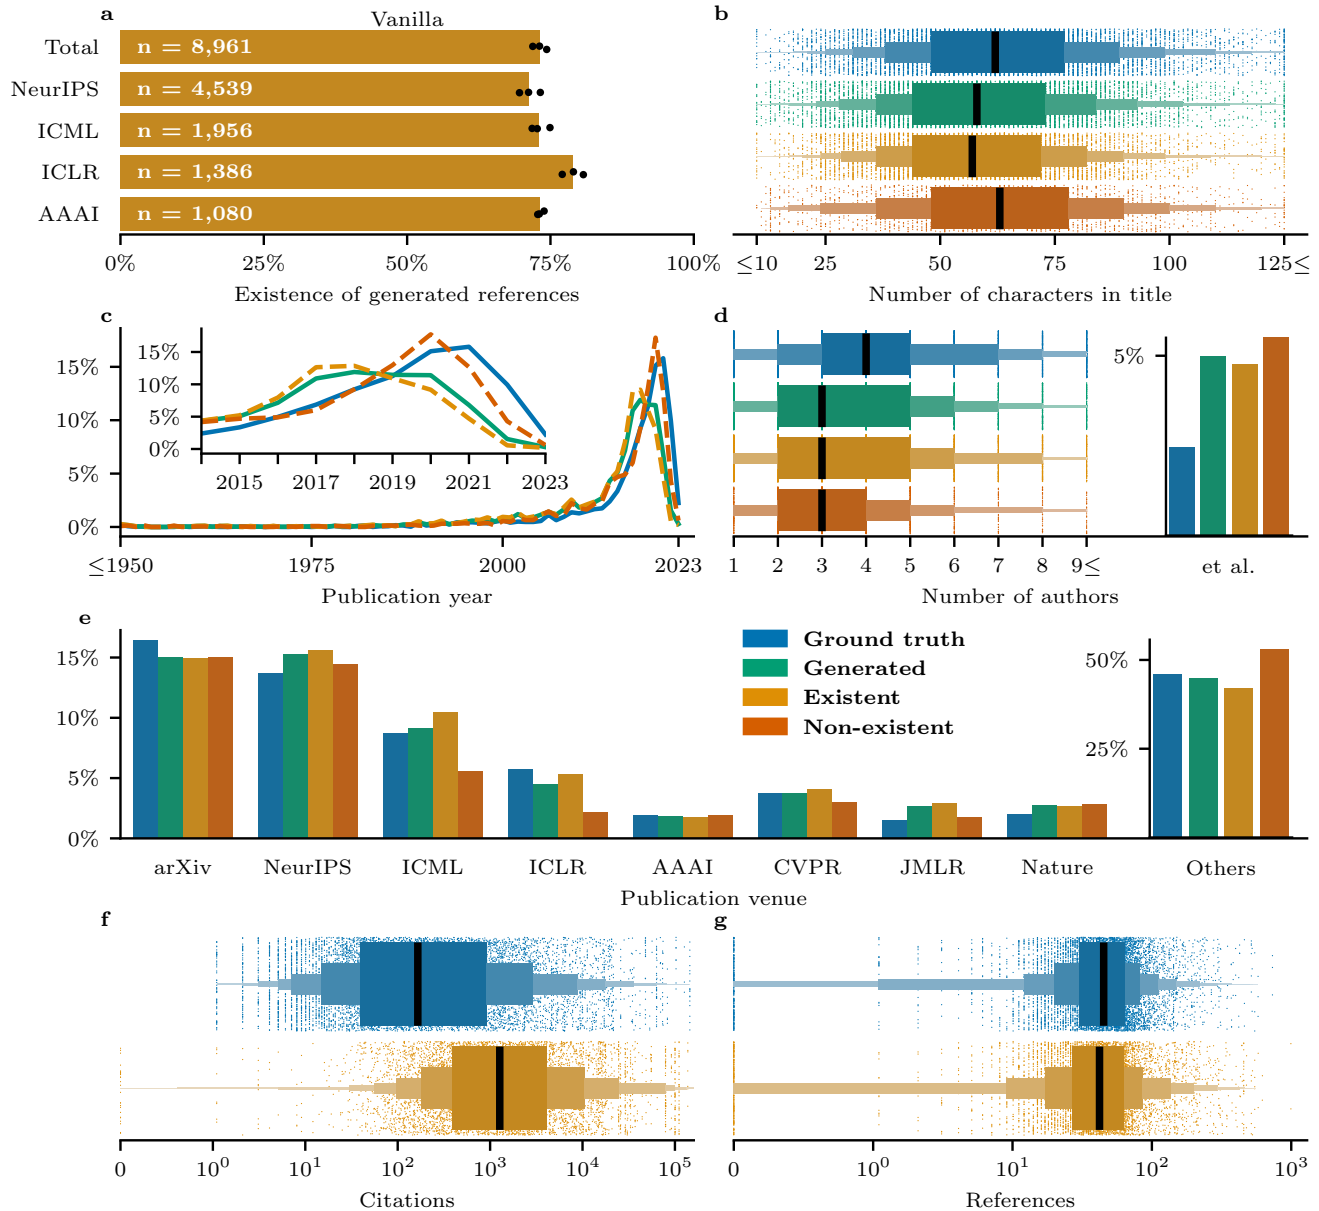 a
Vanilla
Total
n = 8,961
NeurIPS
n = 4,539
ICML
n = 1,956
ICLR
n = 1,386
AAAI
n = 1,080
0% 25% 50% 75% 100%
Existence of generated references
b
≤10 25 50 75 100 125≤
Number of characters in title
c
15%
10%
5%
0%
15%
10%
5%
0%
2015 2017 2019 2021 2023
≤1950 1975 2000 2023
Publication year
d
1 2 3 4 5 6 7 8 9≤
Number of authors
5%
et al.
e
15%
10%
5%
0%
Ground truth
Generated
Existent
Non-existent
50%
25%
arXiv NeurIPS ICML ICLR AAAI CVPR JMLR Nature Others
Publication venue
f
0 10⁰ 10¹ 10² 10³ 10⁴ 10⁵
Citations
g
0 10⁰ 10¹ 10² 10³
References